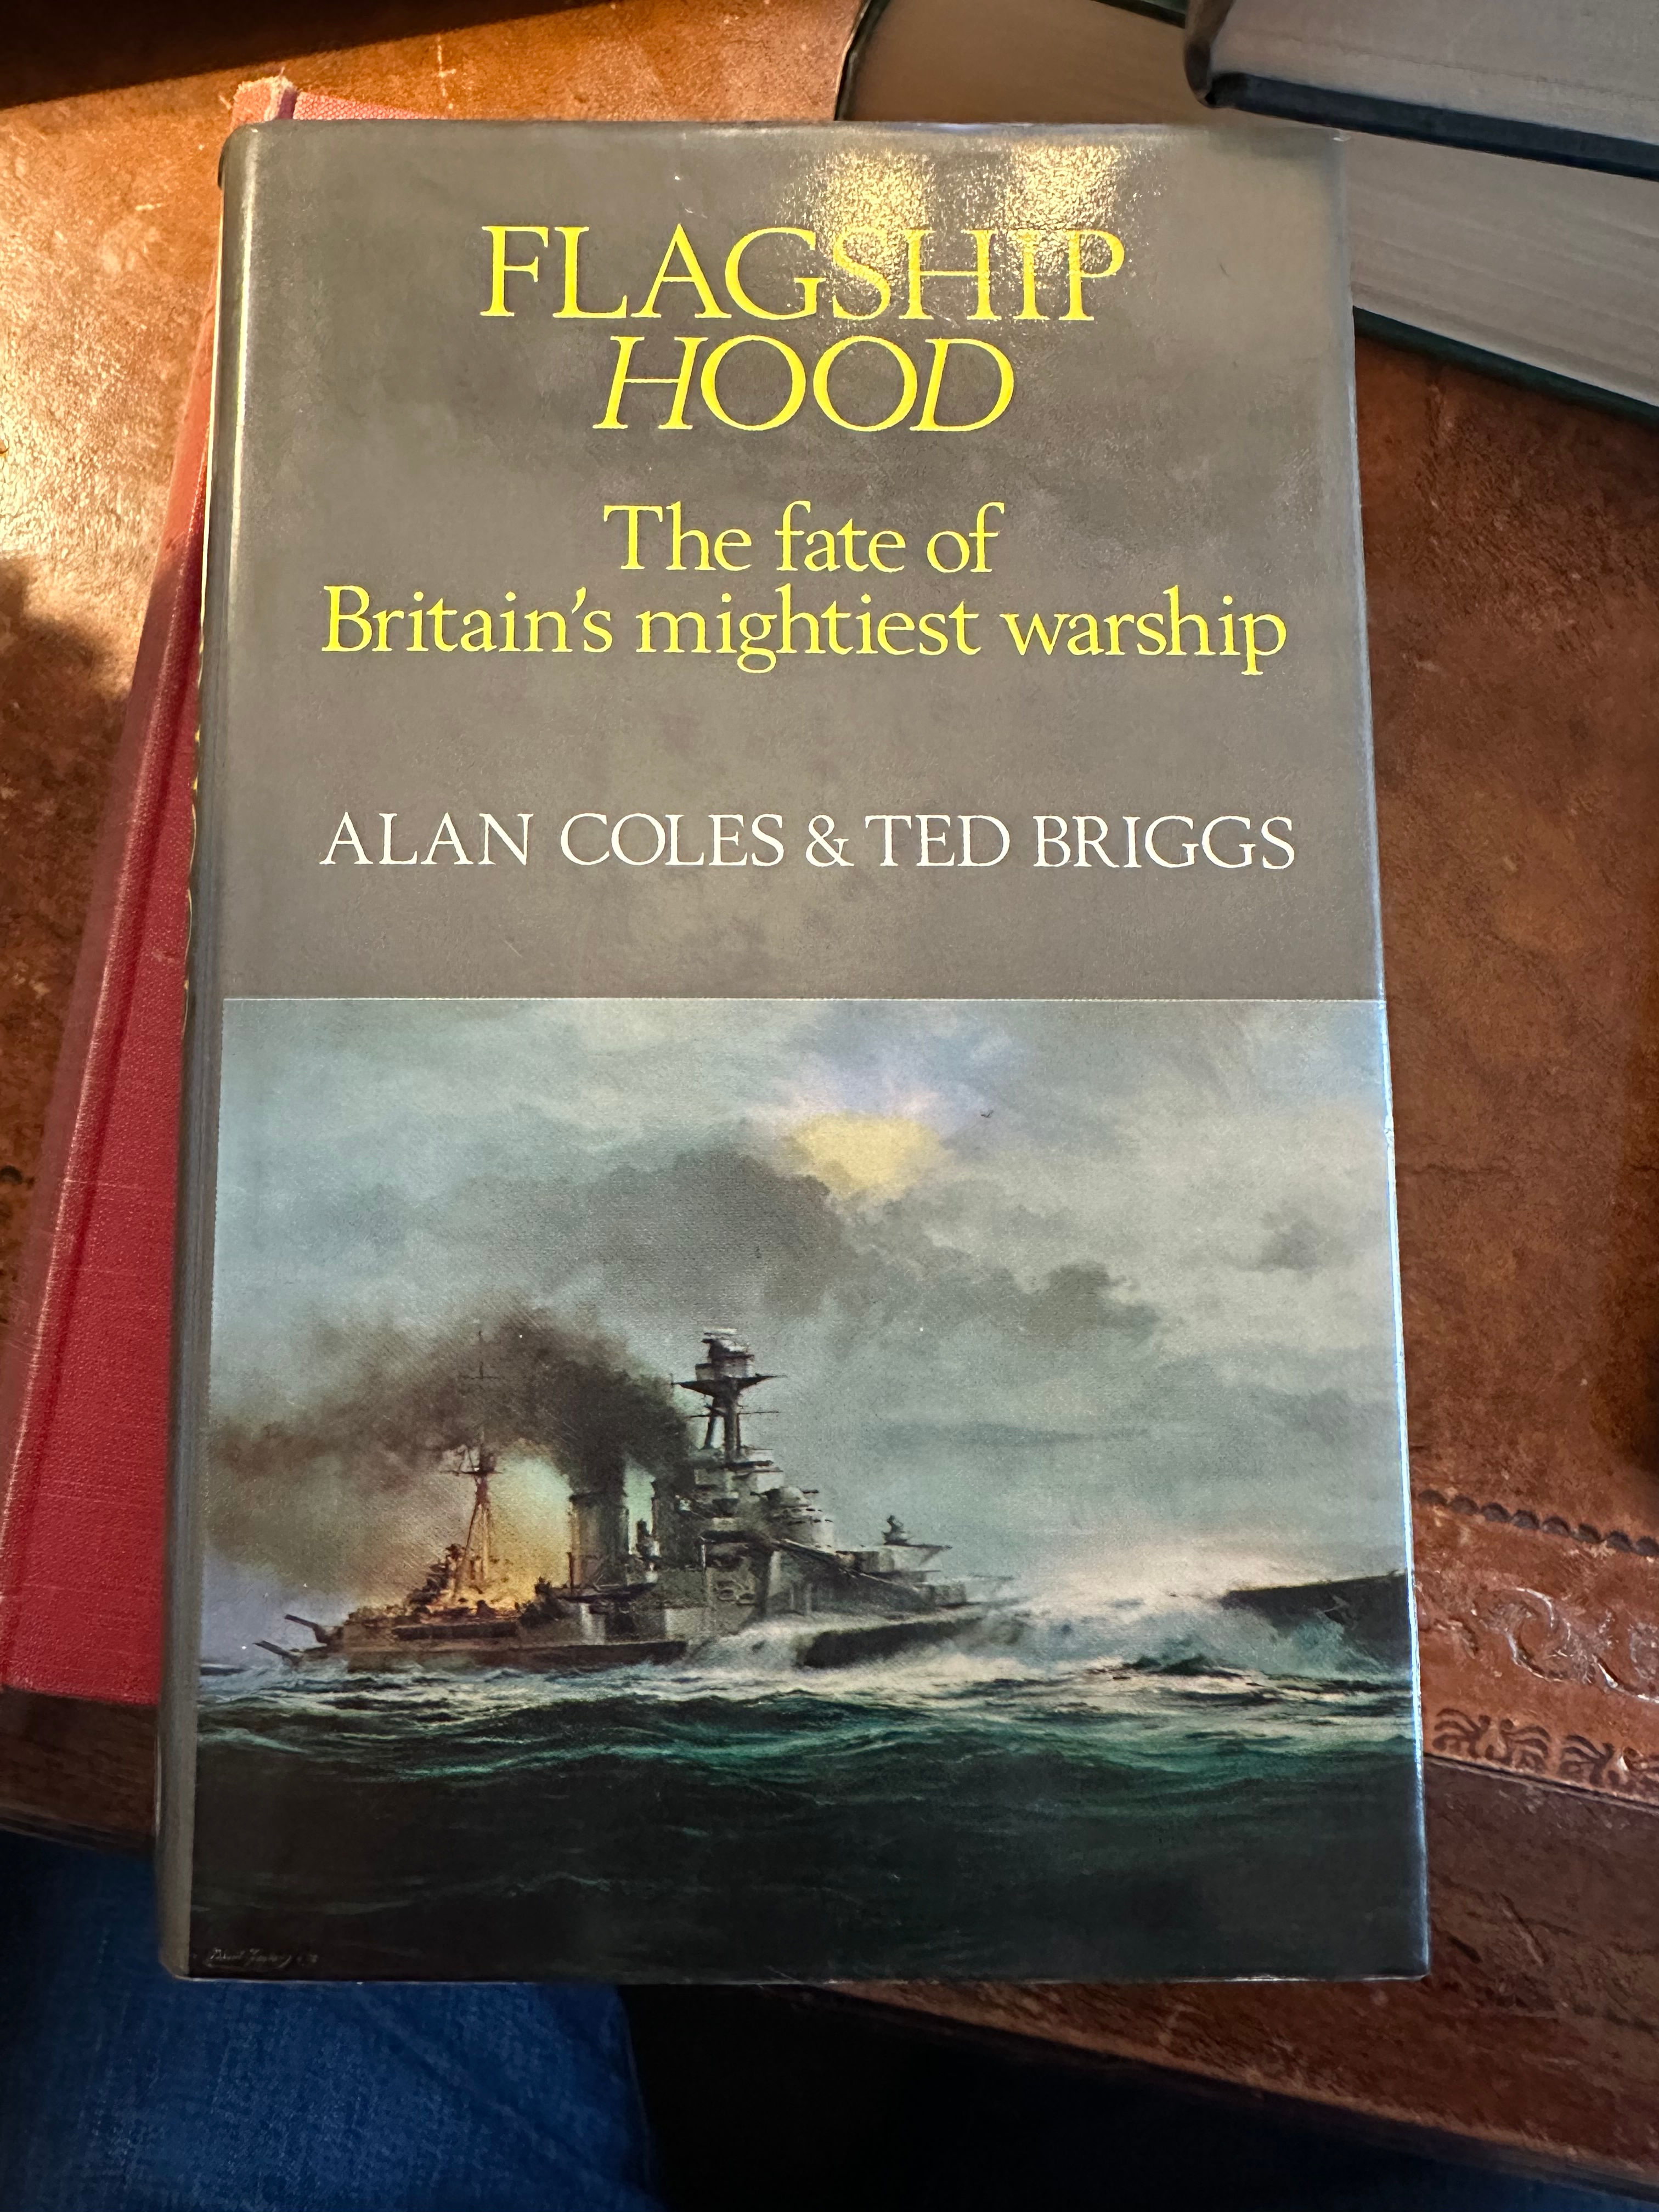 FLAGSHIP
HOOD
The fate of
Britain's mightiest warship
ALAN COLES & TED BRIGGS